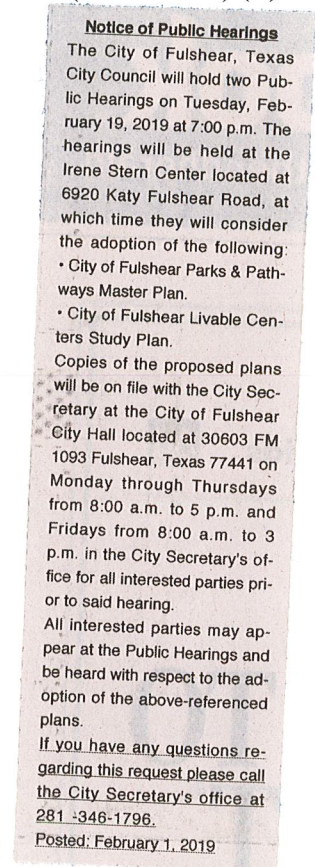 Notice of Public Hearings
The City of Fulshear, Texas
City Council will hold two Pub-
lic Hearings on Tuesday, Feb-
ruary 19, 2019 at 7:00 p.m. The
hearings will be held at the
Irene Stern Center located at
6920 Katy Fulshear Road, at
which time they will consider
the adoption of the following:
• City of Fulshear Parks & Path-
ways Master Plan.
• City of Fulshear Livable Cen-
ters Study Plan.
Copies of the proposed plans
will be on file with the City Sec-
retary at the City of Fulshear
City Hall located at 30603 FM
1093 Fulshear, Texas 77441 on
Monday through Thursdays
from 8:00 a.m. to 5 p.m. and
Fridays from 8:00 a.m. to 3
p.m. in the City Secretary's of-
fice for all interested parties pri-
or to said hearing.
All interested parties may ap-
pear at the Public Hearings and
be heard with respect to the ad-
option of the above-referenced
plans.
If you have any questions re-
garding this request please call
the City Secretary's office at
281 -346-1796.
Posted: February 1, 2019